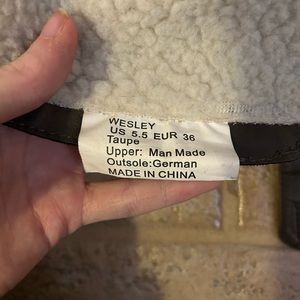 WESLEY
US 5.5 EUR 36
Taupe
Upper: Man Made
Outsole:German
MADE IN CHINA